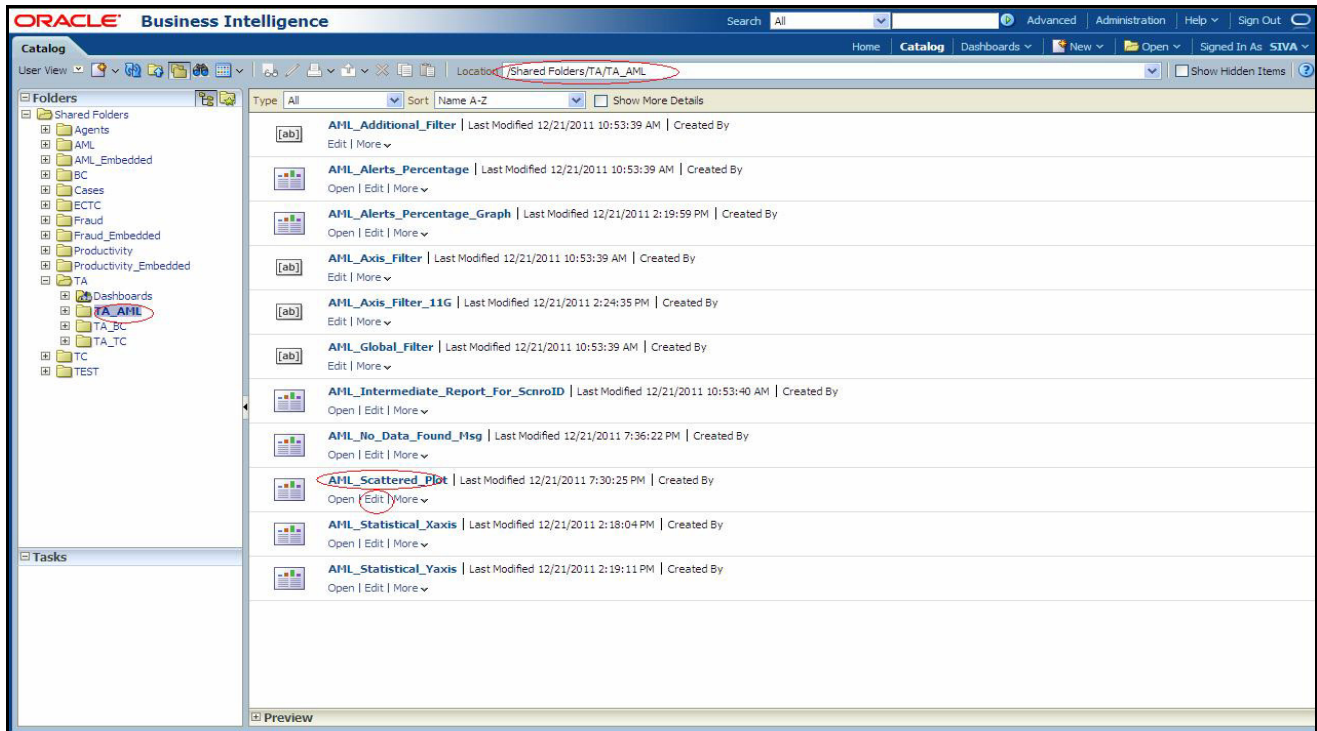 ORACLE Business Intelligence Search All Advanced Administration Help Sign Out
Catalog Home Catalog Dashboards New Open Signed In As SIVA
User View Location /Shared Folders/TA/TA_AML Show Hidden Items
Folders
Shared Folders
Agents
AML
AML_Embedded
BC
Cases
ECTC
Fraud
Fraud_Embedded
Productivity
Productivity_Embedded
TA
Dashboards
TA_AML
TA_BC
TA_TC
TC
TEST
Tasks
Type All Sort Name A-Z Show More Details
[ab] AML_Additional_Filter | Last Modified 12/21/2011 10:53:39 AM | Created By
Edit | More
AML_Alerts_Percentage | Last Modified 12/21/2011 10:53:39 AM | Created By
Open | Edit | More
AML_Alerts_Percentage_Graph | Last Modified 12/21/2011 2:19:59 PM | Created By
Open | Edit | More
[ab] AML_Axis_Filter | Last Modified 12/21/2011 10:53:39 AM | Created By
Edit | More
[ab] AML_Axis_Filter_11G | Last Modified 12/21/2011 2:24:35 PM | Created By
Edit | More
[ab] AML_Global_Filter | Last Modified 12/21/2011 10:53:39 AM | Created By
Edit | More
AML_Intermediate_Report_For_ScnroID | Last Modified 12/21/2011 10:53:40 AM | Created By
Open | Edit | More
AML_No_Data_Found_Msg | Last Modified 12/21/2011 7:36:22 PM | Created By
Open | Edit | More
AML_Scattered_Plot | Last Modified 12/21/2011 7:30:25 PM | Created By
Open | Edit | More
AML_Statistical_Xaxis | Last Modified 12/21/2011 2:18:04 PM | Created By
Open | Edit | More
AML_Statistical_Yaxis | Last Modified 12/21/2011 2:19:11 PM | Created By
Open | Edit | More
Preview